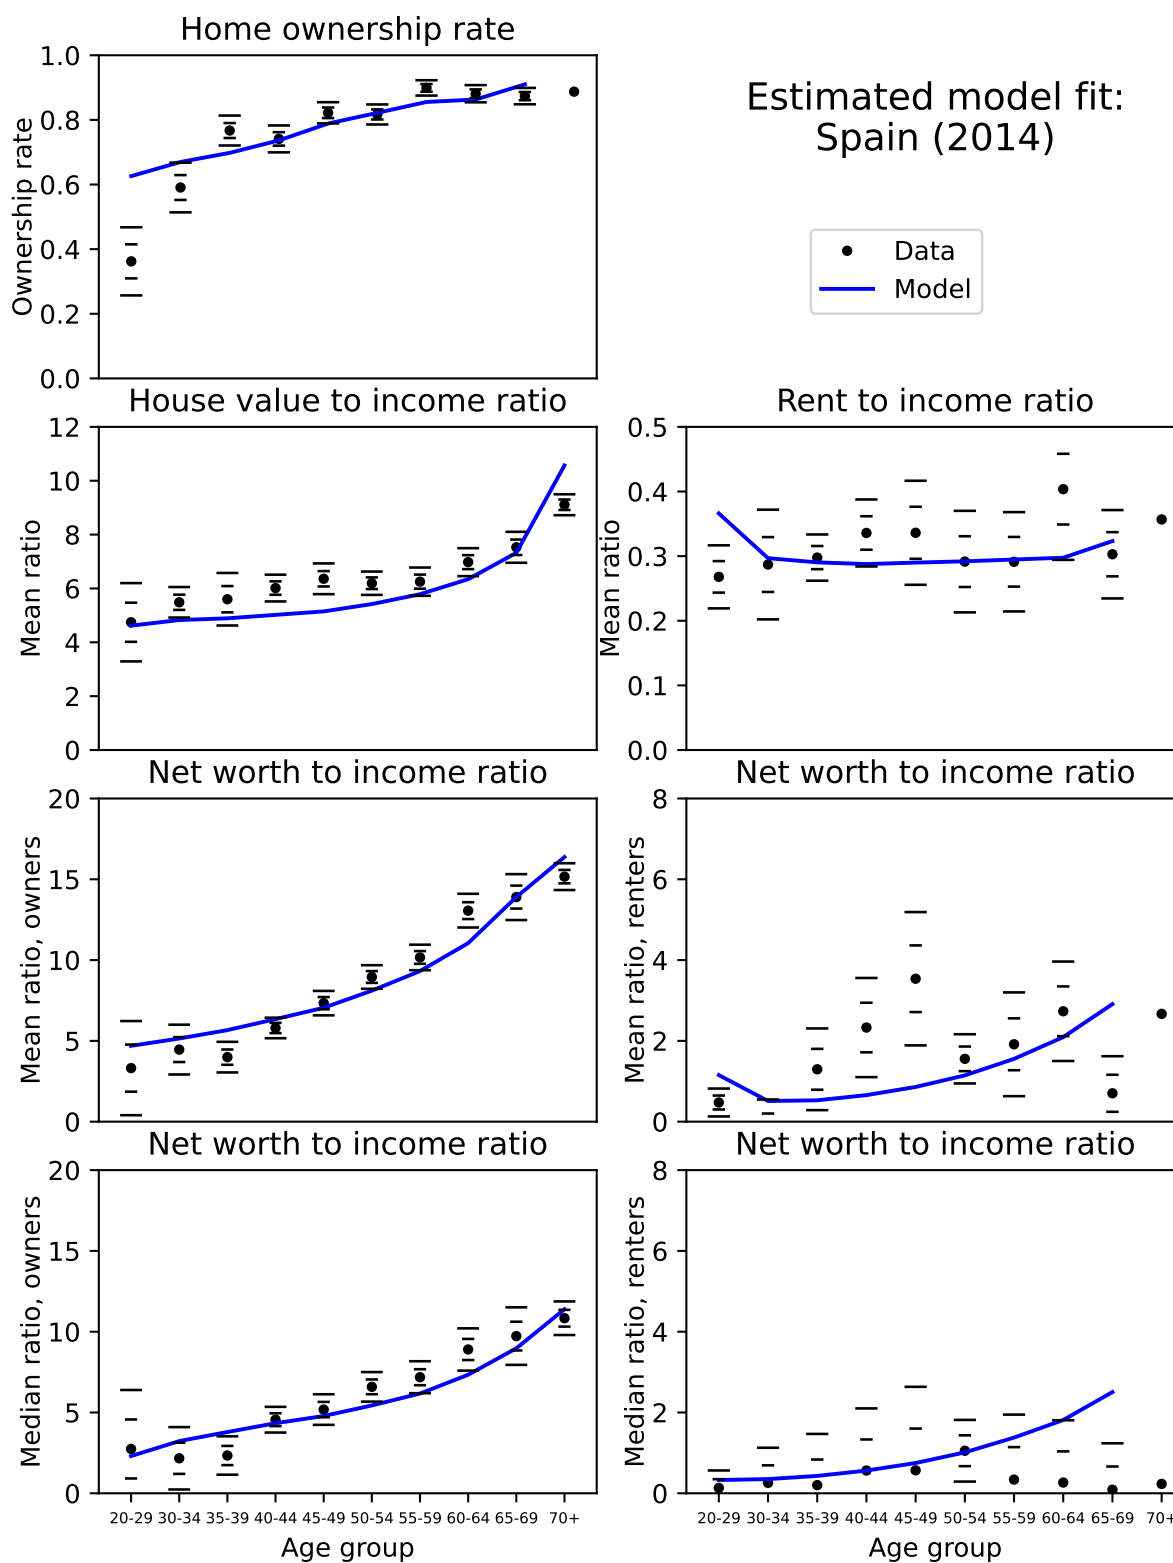 Home ownership rate
Estimated model fit:
Spain (2014)
Data
Model
Ownership rate
1.0
0.8
0.6
0.4
0.2
0.0
House value to income ratio
Mean ratio
12
10
8
6
4
2
0
Rent to income ratio
Mean ratio
0.5
0.4
0.3
0.2
0.1
0.0
Net worth to income ratio
Mean ratio, owners
20
15
10
5
0
Net worth to income ratio
Mean ratio, renters
8
6
4
2
0
Net worth to income ratio
Median ratio, owners
20
15
10
5
0
20-29 30-34 35-39 40-44 45-49 50-54 55-59 60-64 65-69 70+
Age group
Net worth to income ratio
Median ratio, renters
8
6
4
2
0
20-29 30-34 35-39 40-44 45-49 50-54 55-59 60-64 65-69 70+
Age group